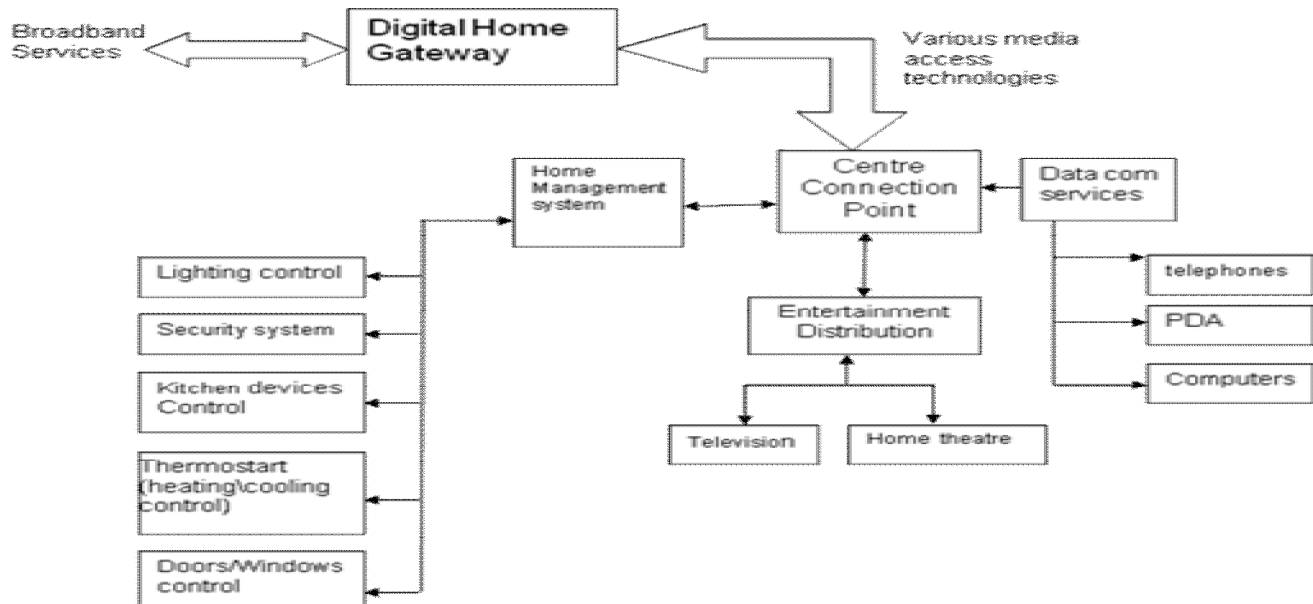 Broadband
Services
Digital Home
Gateway
Various media
access
technologies
Home
Management
system
Centre
Connection
Point
Data com
services
Lighting control
Security system
Kitchen devices
Control
Thermostart
(heating\cooling
control)
Doors/Windows
control
Entertainment
Distribution
Television
Home theatre
telephones
PDA
Computers